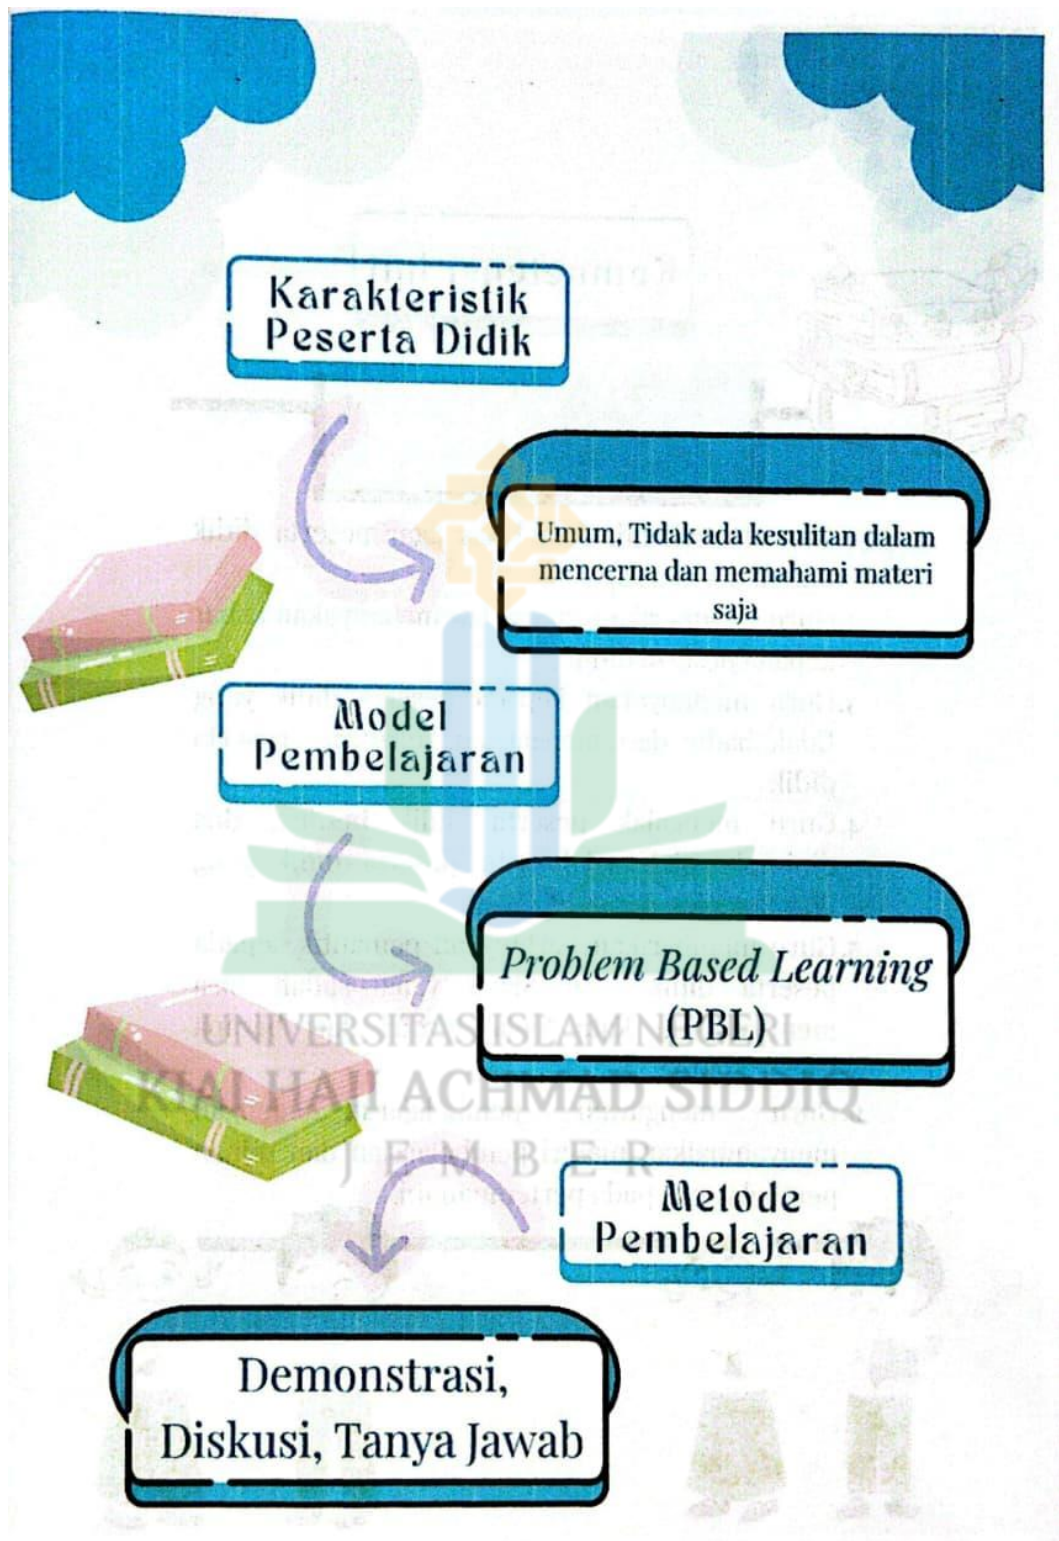 Karakteristik
Peserta Didik
Umum, Tidak ada kesulitan dalam
mencerna dan memahami materi
saja
Model
Pembelajaran
Problem Based Learning
(PBL)
UNIVERSITAS ISLAM NEGERI
KIAI HAJI ACHMAD SIDDIQ
J E M B E R
Metode
Pembelajaran
Demonstrasi,
Diskusi, Tanya Jawab